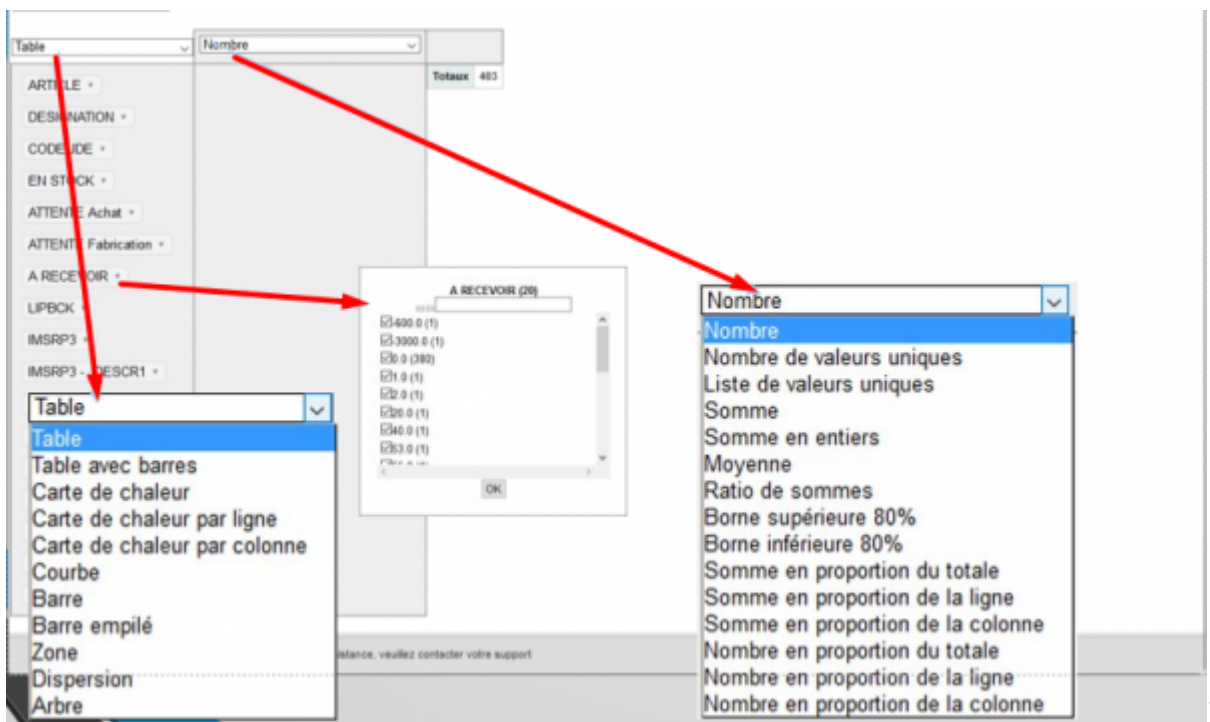 Table
Nombre
Totaux 403
ARTICLE
DESIGNATION
EN STOCK
ATTENTE Achat
ATTENTE Fabrication
A RECEVOIR
LIPBCK
IMSRP3
IMSRP3 - DESCR1
A RECEVOIR (20)
-600.0 (1)
-3000.0 (1)
0.0 (380)
1.0 (1)
2.0 (1)
20.0 (1)
40.0 (1)
53.0 (1)
OK
Table
Table
Table avec barres
Carte de chaleur
Carte de chaleur par ligne
Carte de chaleur par colonne
Courbe
Barre
Barre empilé
Zone
Dispersion
Arbre
Nombre
Nombre
Nombre de valeurs uniques
Liste de valeurs uniques
Somme
Somme en entiers
Moyenne
Ratio de sommes
Borne supérieure 80%
Borne inférieure 80%
Somme en proportion du totale
Somme en proportion de la ligne
Somme en proportion de la colonne
Nombre en proportion du totale
Nombre en proportion de la ligne
Nombre en proportion de la colonne
veuillez contacter votre support